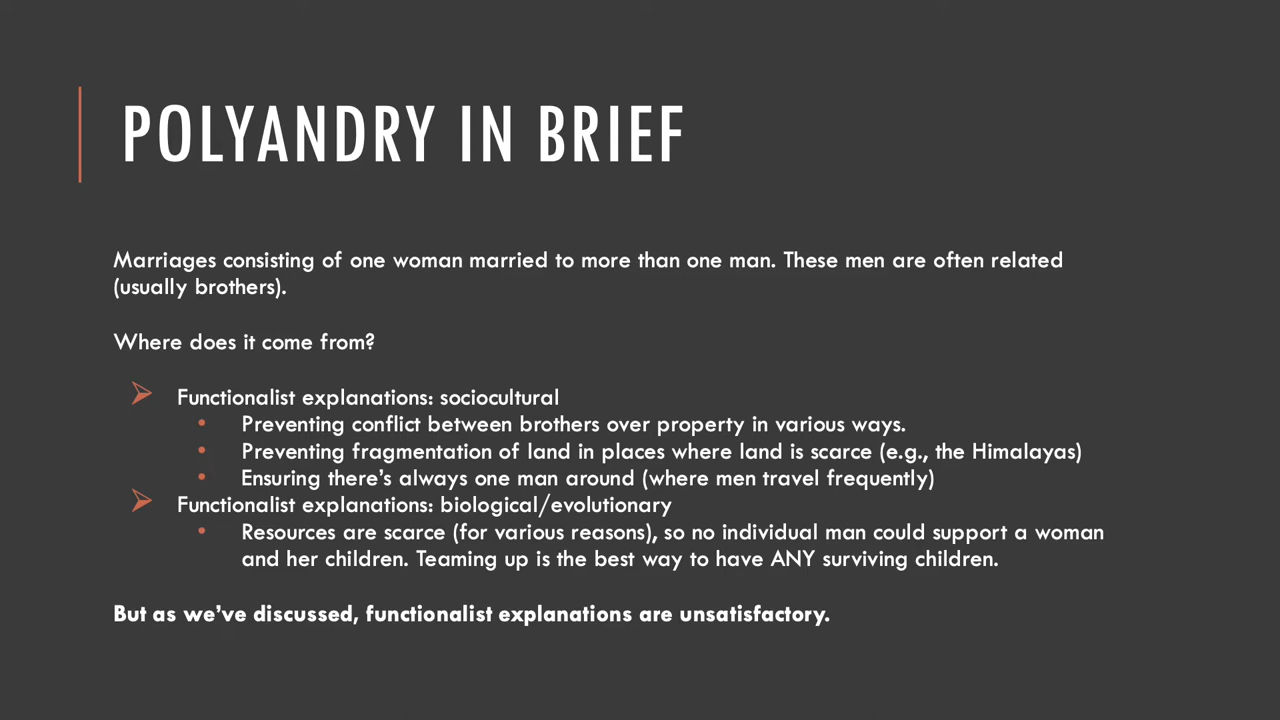 POLYANDRY IN BRIEF
Marriages consisting of one woman married to more than one man. These men are often related
(usually brothers).
Where does it come from?
Functionalist explanations: sociocultural
Preventing conflict between brothers over property in various ways.
Preventing fragmentation of land in places where land is scarce (e.g., the Himalayas)
Ensuring there's always one man around (where men travel frequently)
Functionalist explanations: biological/evolutionary
Resources are scarce (for various reasons), so no individual man could support a woman
and her children. Teaming up is the best way to have ANY surviving children.
But as we've discussed, functionalist explanations are unsatisfactory.